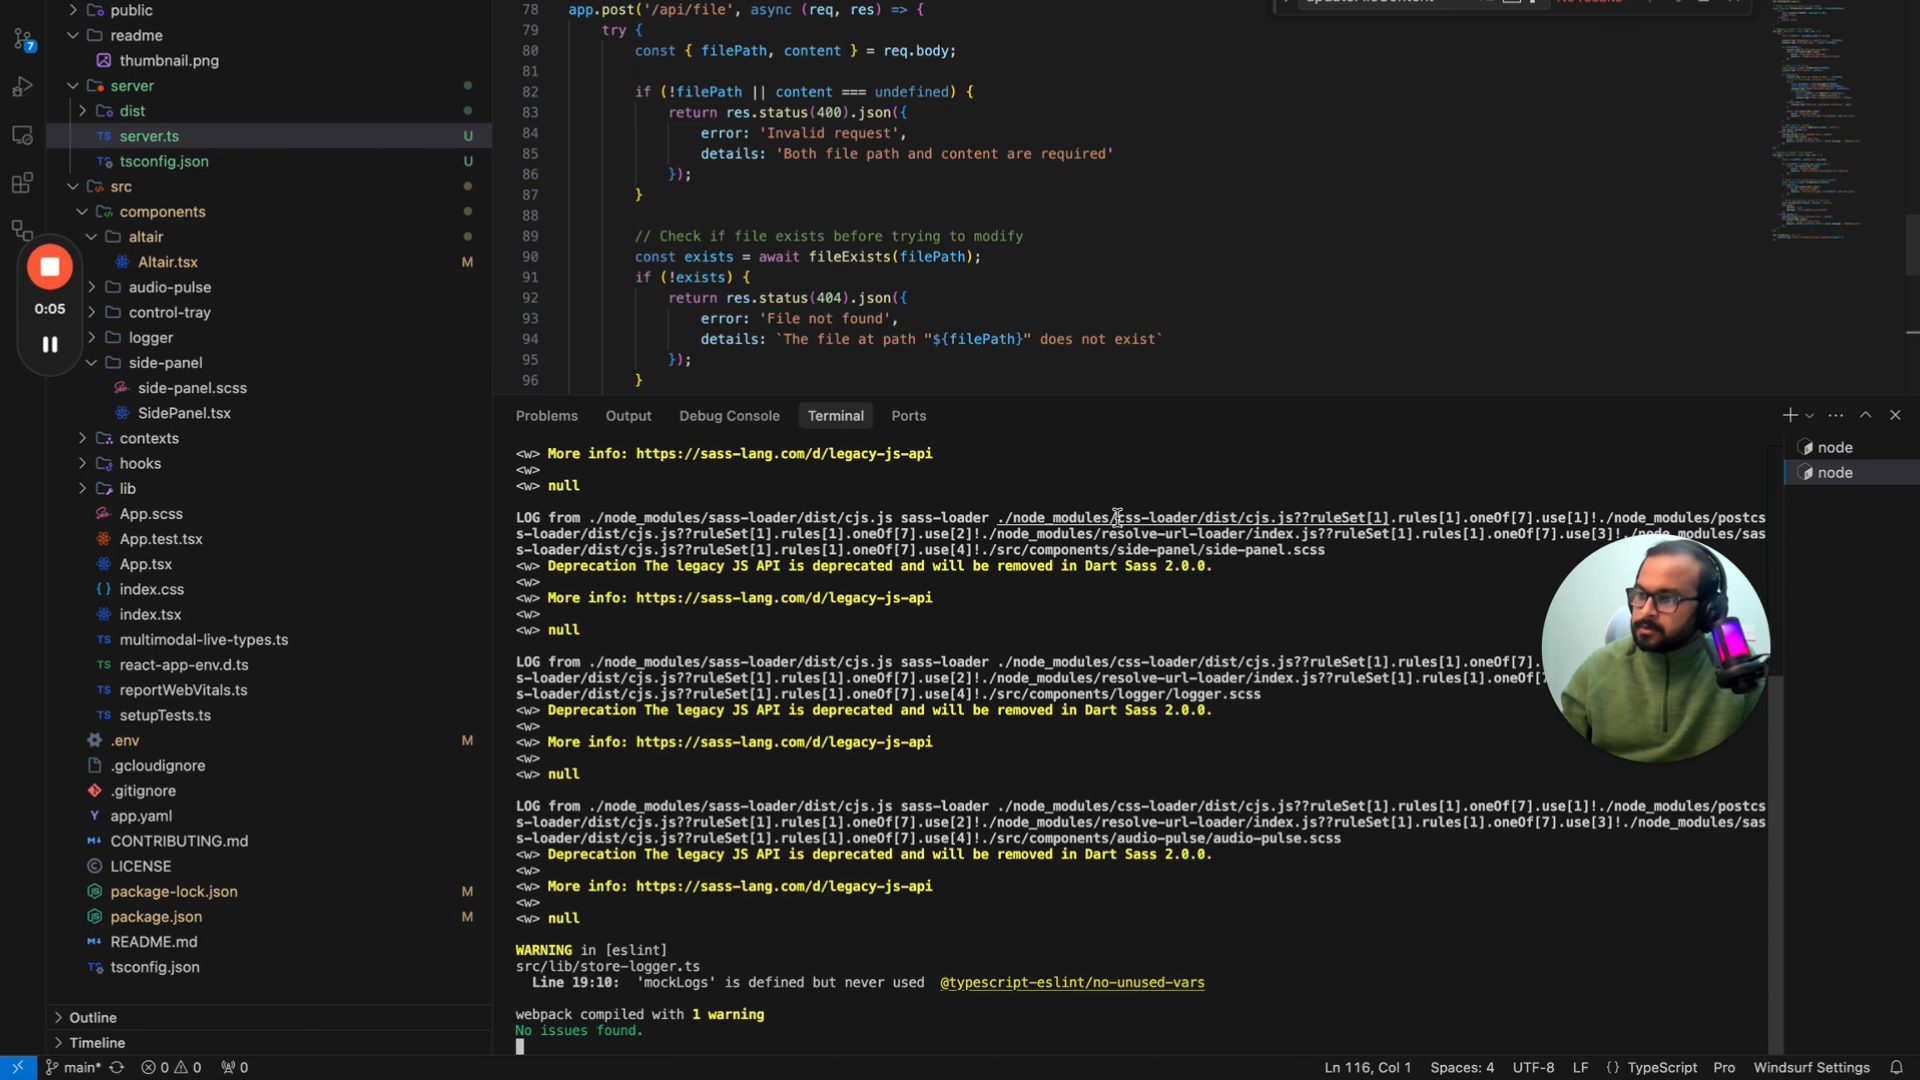 public
readme
thumbnail.png
server
dist
server.ts U
tsconfig.json U
src
components
altair
Altair.tsx M
audio-pulse
control-tray
logger
side-panel
side-panel.scss
SidePanel.tsx
contexts
hooks
lib
App.scss
App.test.tsx
App.tsx
index.css
index.tsx
multimodal-live-types.ts
react-app-env.d.ts
reportWebVitals.ts
setupTests.ts
.env M
.gcloudignore
.gitignore
app.yaml
CONTRIBUTING.md
LICENSE
package-lock.json M
package.json M
README.md
tsconfig.json
Outline
Timeline
7
0:05
78 app.post('/api/file', async (req, res) => {
79 try {
80 const { filePath, content } = req.body;
81
82 if (!filePath || content === undefined) {
83 return res.status(400).json({
84 error: 'Invalid request',
85 details: 'Both file path and content are required'
86 });
87 }
88
89 // Check if file exists before trying to modify
90 const exists = await fileExists(filePath);
91 if (!exists) {
92 return res.status(404).json({
93 error: 'File not found',
94 details: `The file at path "${filePath}" does not exist`
95 });
96 }
Problems Output Debug Console Terminal Ports
node
node
<w> More info: https://sass-lang.com/d/legacy-js-api
<w>
<w> null
LOG from ./node_modules/sass-loader/dist/cjs.js sass-loader ./node_modules/css-loader/dist/cjs.js??ruleSet[1].rules[1].oneOf[7].use[1]!./node_modules/postcs
s-loader/dist/cjs.js??ruleSet[1].rules[1].oneOf[7].use[2]!./node_modules/resolve-url-loader/index.js??ruleSet[1].rules[1].oneOf[7].use[3]!./node_modules/sas
s-loader/dist/cjs.js??ruleSet[1].rules[1].oneOf[7].use[4]!./src/components/side-panel/side-panel.scss
<w> Deprecation The legacy JS API is deprecated and will be removed in Dart Sass 2.0.0.
<w>
<w> More info: https://sass-lang.com/d/legacy-js-api
<w>
<w> null
LOG from ./node_modules/sass-loader/dist/cjs.js sass-loader ./node_modules/css-loader/dist/cjs.js??ruleSet[1].rules[1].oneOf[7].
s-loader/dist/cjs.js??ruleSet[1].rules[1].oneOf[7].use[2]!./node_modules/resolve-url-loader/index.js??ruleSet[1].rules[1].oneOf[7]
s-loader/dist/cjs.js??ruleSet[1].rules[1].oneOf[7].use[4]!./src/components/logger/logger.scss
<w> Deprecation The legacy JS API is deprecated and will be removed in Dart Sass 2.0.0.
<w>
<w> More info: https://sass-lang.com/d/legacy-js-api
<w>
<w> null
LOG from ./node_modules/sass-loader/dist/cjs.js sass-loader ./node_modules/css-loader/dist/cjs.js??ruleSet[1].rules[1].oneOf[7].use[1]!./node_modules/postcs
s-loader/dist/cjs.js??ruleSet[1].rules[1].oneOf[7].use[2]!./node_modules/resolve-url-loader/index.js??ruleSet[1].rules[1].oneOf[7].use[3]!./node_modules/sas
s-loader/dist/cjs.js??ruleSet[1].rules[1].oneOf[7].use[4]!./src/components/audio-pulse/audio-pulse.scss
<w> Deprecation The legacy JS API is deprecated and will be removed in Dart Sass 2.0.0.
<w>
<w> More info: https://sass-lang.com/d/legacy-js-api
<w>
<w> null
WARNING in [eslint]
src/lib/store-logger.ts
Line 19:10: 'mockLogs' is defined but never used @typescript-eslint/no-unused-vars
webpack compiled with 1 warning
No issues found.
main* 0 0 0 Ln 116, Col 1 Spaces: 4 UTF-8 LF {} TypeScript Pro Windsurf Settings